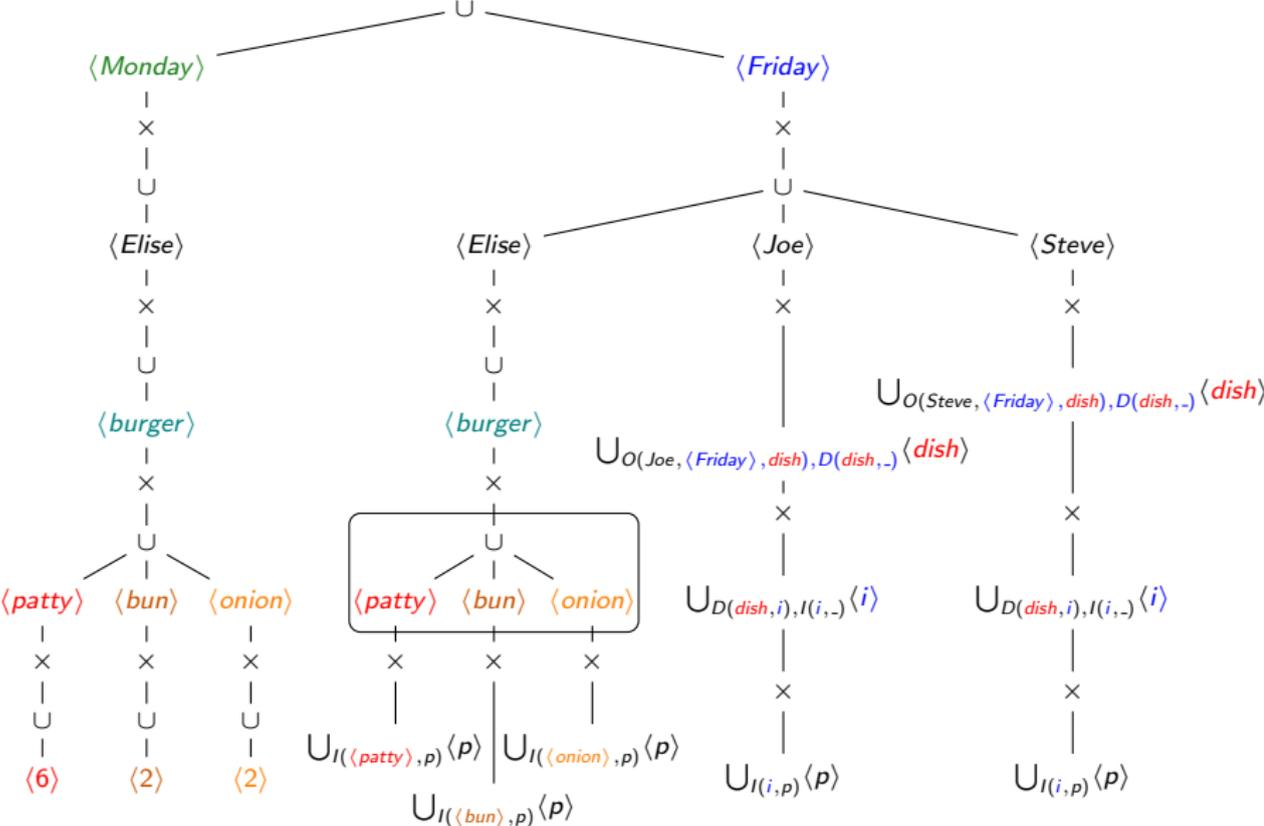 ∪
⟨Monday⟩ ⟨Friday⟩
× ×
∪ ∪
⟨Elise⟩ ⟨Elise⟩ ⟨Joe⟩ ⟨Steve⟩
× × × ×
∪ ∪
⋃O(Steve,⟨Friday⟩,dish),D(dish,_)⟨dish⟩
⟨burger⟩ ⟨burger⟩
⋃O(Joe,⟨Friday⟩,dish),D(dish,_)⟨dish⟩
× ×
× ×
∪ ∪
⟨patty⟩ ⟨bun⟩ ⟨onion⟩ ⟨patty⟩ ⟨bun⟩ ⟨onion⟩ ⋃D(dish,i),I(i,_)⟨i⟩ ⋃D(dish,i),I(i,_)⟨i⟩
× × × × × ×
× ×
∪ ∪ ∪
⋃I(⟨patty⟩,p)⟨p⟩ ⋃I(⟨onion⟩,p)⟨p⟩
⟨6⟩ ⟨2⟩ ⟨2⟩ ⋃I(i,p)⟨p⟩ ⋃I(i,p)⟨p⟩
⋃I(⟨bun⟩,p)⟨p⟩